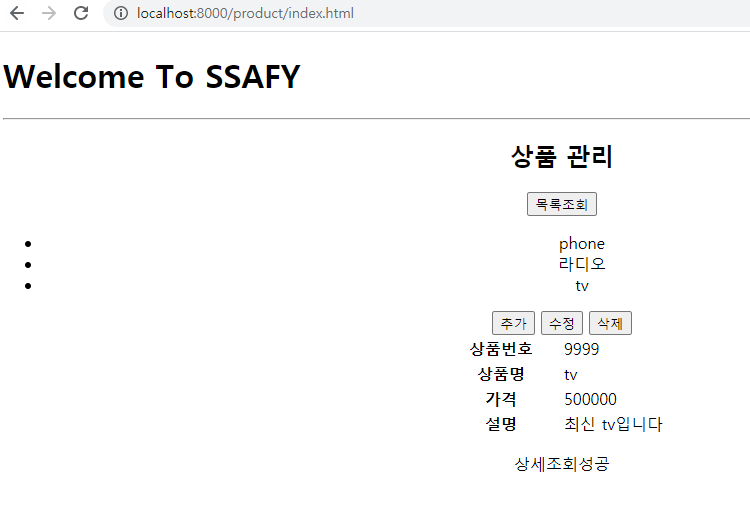 localhost:8000/product/index.html
Welcome To SSAFY
상품 관리
목록조회
phone
라디오
tv
추가 수정 삭제
상품번호 9999
상품명 tv
가격 500000
설명 최신 tv입니다
상세조회성공